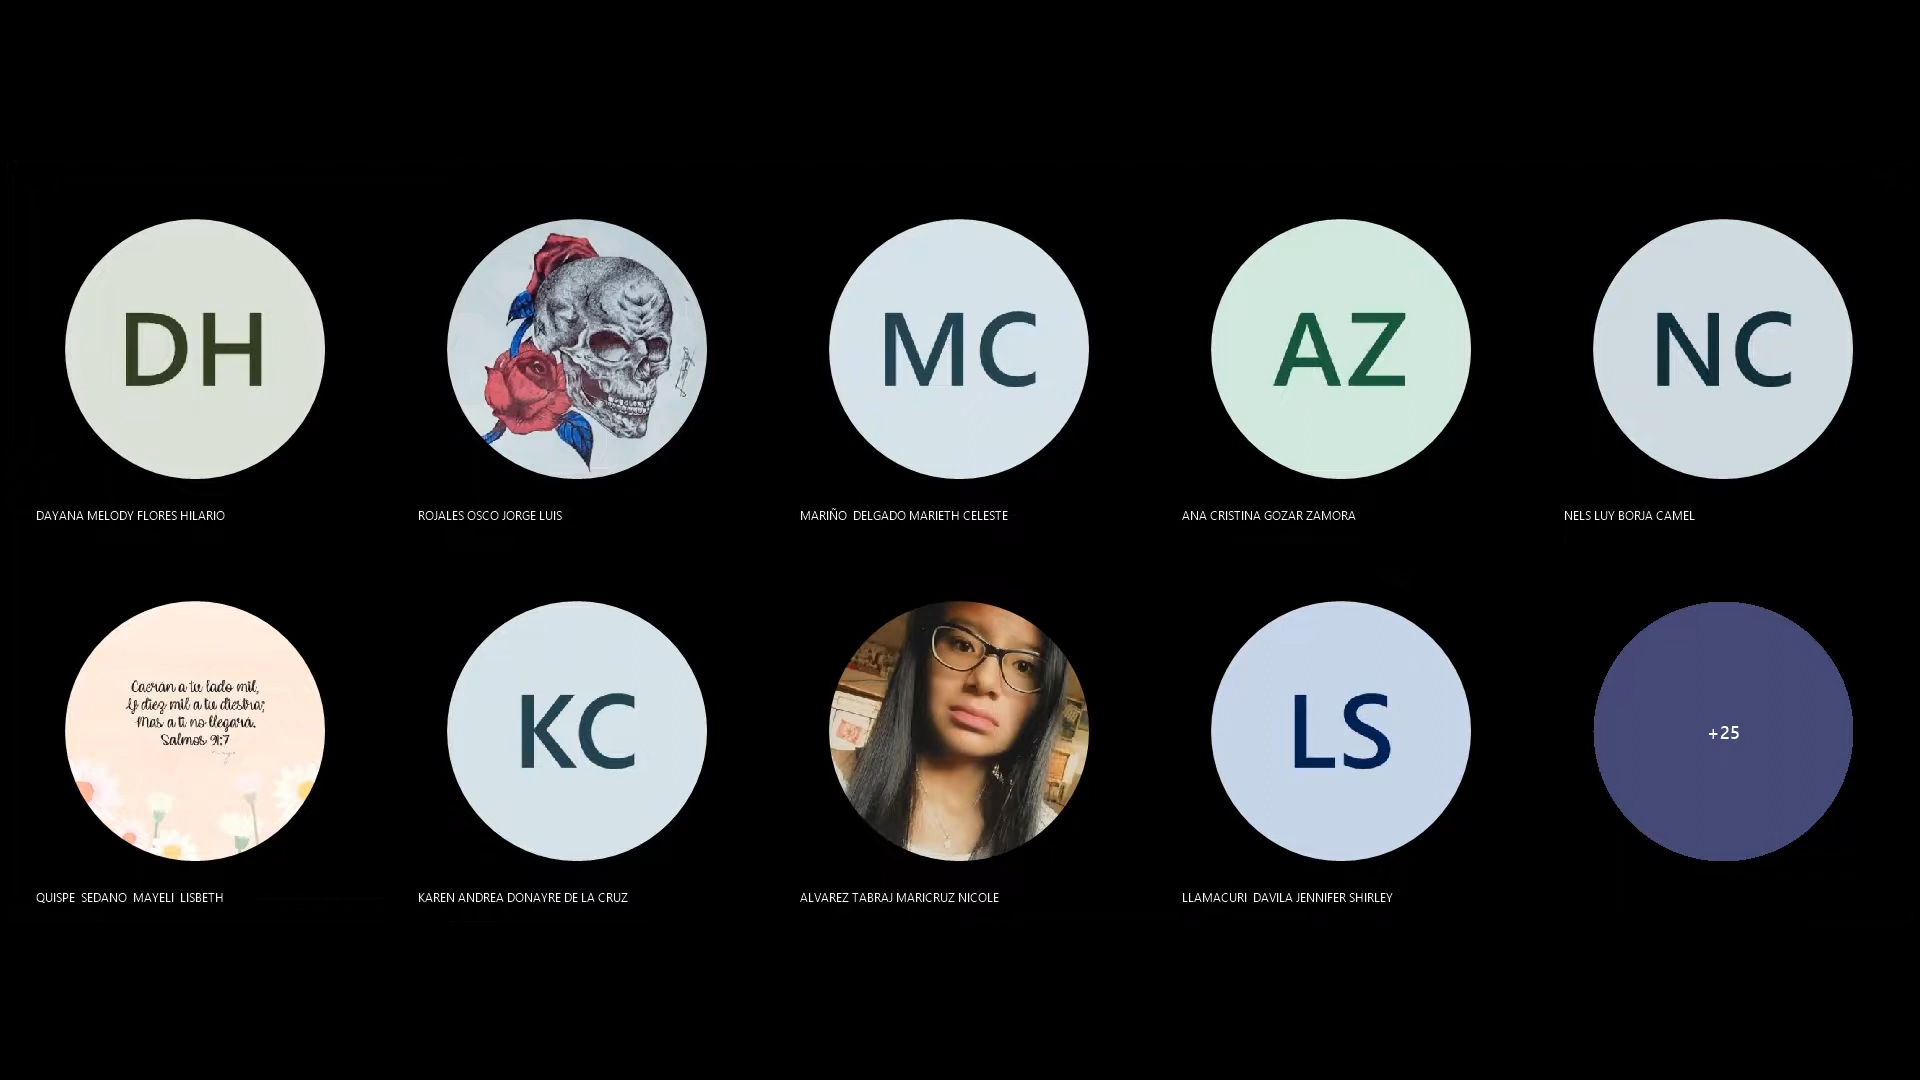 DH
MC
AZ
NC
DAYANA MELODY FLORES HILARIO
ROJALES OSCO JORGE LUIS
MARIÑO  DELGADO MARIETH CELESTE
ANA CRISTINA GOZAR ZAMORA
NELS LUY BORJA CAMEL
Caerán a tu lado mil,
Y diez mil a tu diestra;
Mas a ti no llegará.
Salmos 91:7
KC
LS
+25
QUISPE  SEDANO  MAYELI  LISBETH
KAREN ANDREA DONAYRE DE LA CRUZ
ALVAREZ TABRAJ MARICRUZ NICOLE
LLAMACURI  DAVILA JENNIFER SHIRLEY